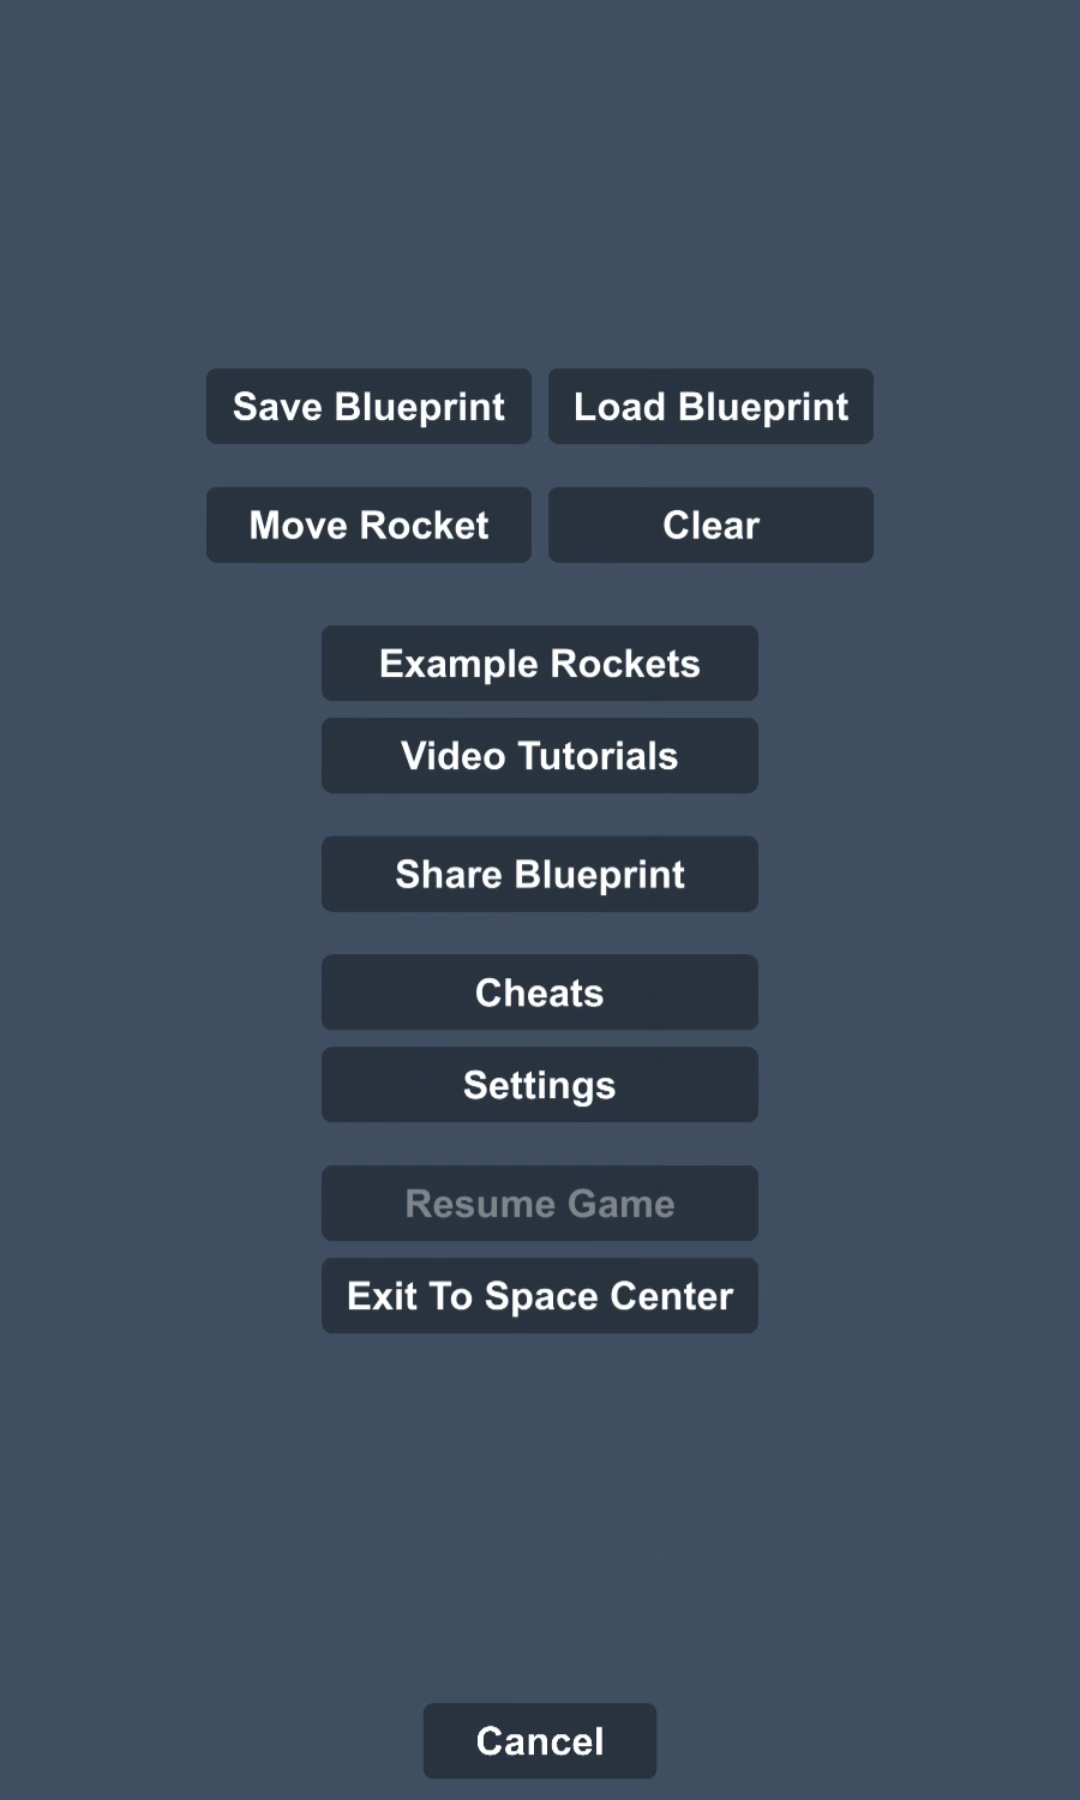 Save Blueprint
Load Blueprint
Move Rocket
Clear
Example Rockets
Video Tutorials
Share Blueprint
Cheats
Settings
Resume Game
Exit To Space Center
Cancel